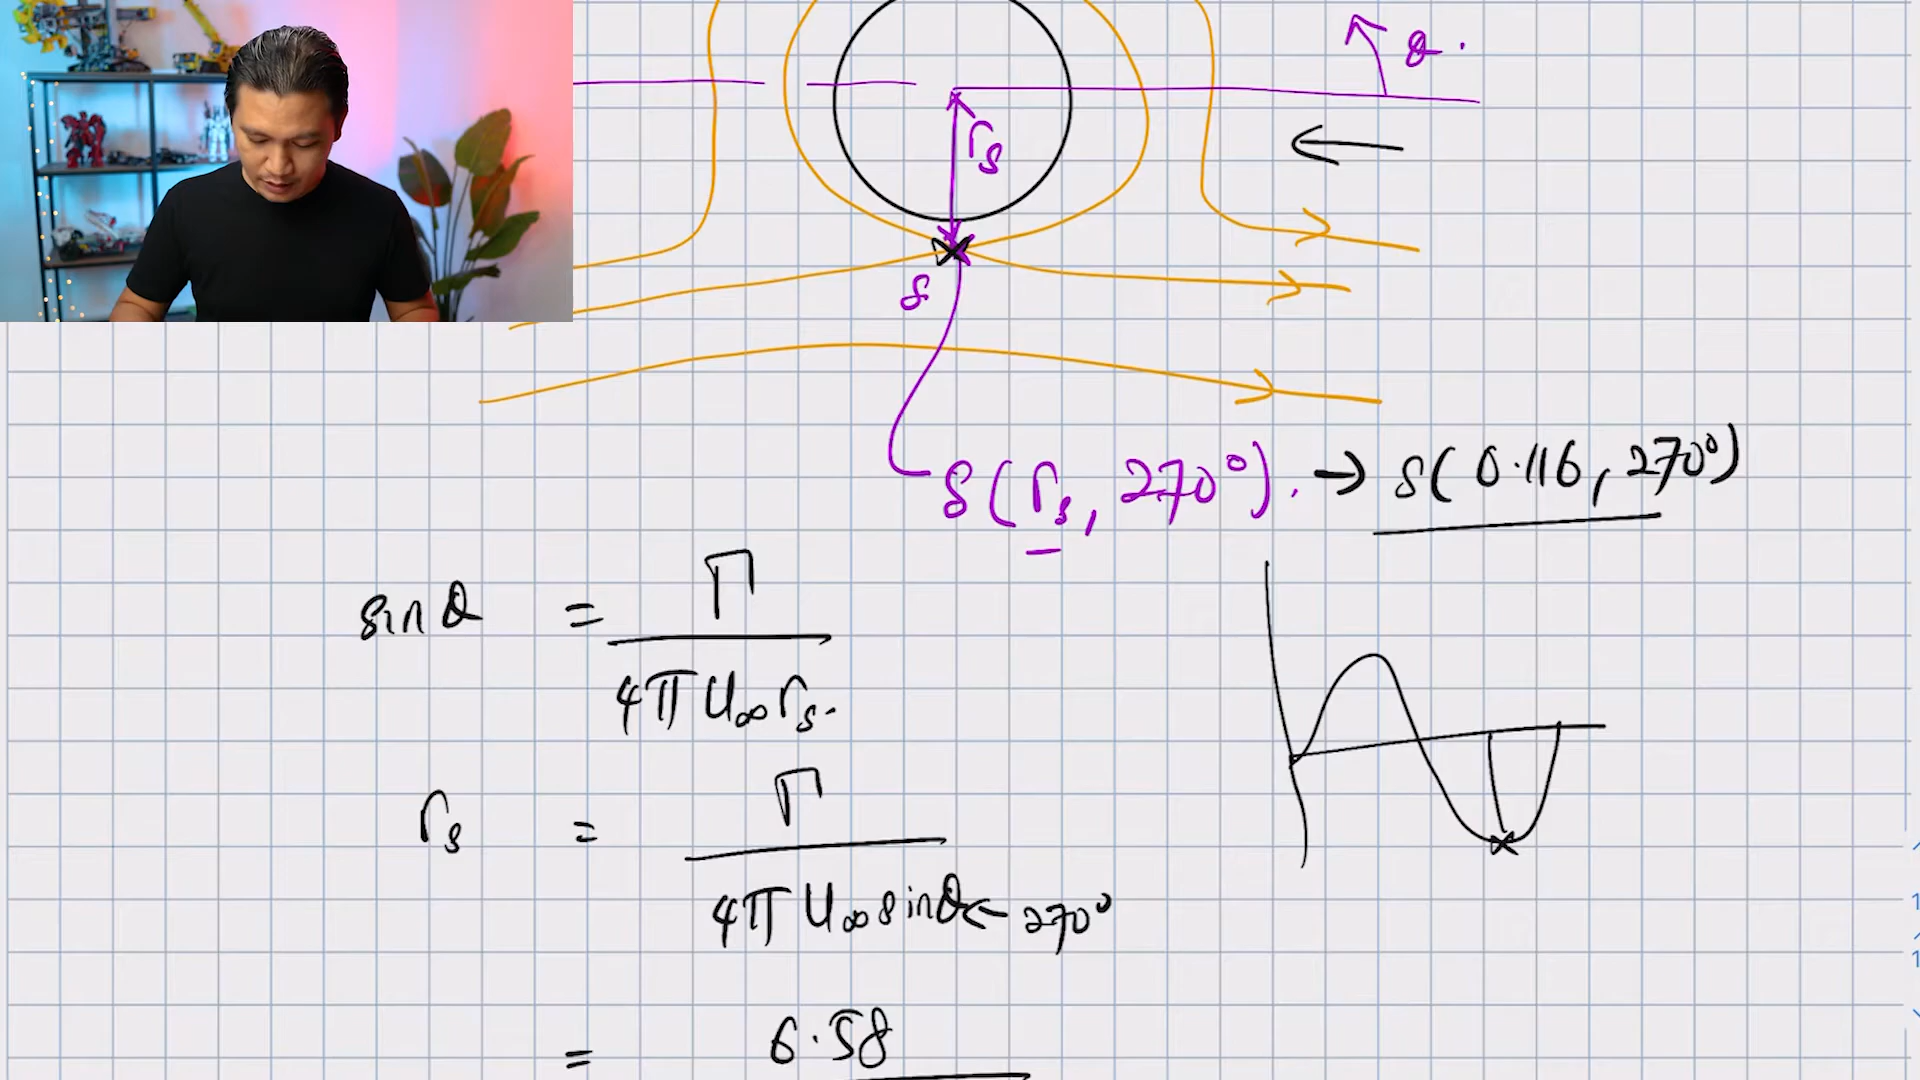 θ.
rs
s
s(rs, 270°). → s(0.116, 270°)
sin θ = Γ / 4π U∞ rs.
rs = Γ / 4π U∞ sin θ ← 270°
= 6.58